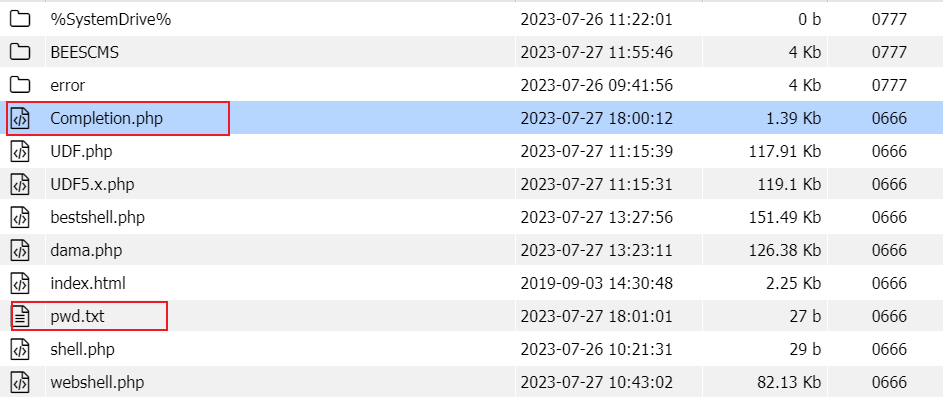 %SystemDrive% 2023-07-26 11:22:01 0 b 0777
BEESCMS 2023-07-27 11:55:46 4 Kb 0777
error 2023-07-26 09:41:56 4 Kb 0777
Completion.php 2023-07-27 18:00:12 1.39 Kb 0666
UDF.php 2023-07-27 11:15:39 117.91 Kb 0666
UDF5.x.php 2023-07-27 11:15:31 119.1 Kb 0666
bestshell.php 2023-07-27 13:27:56 151.49 Kb 0666
dama.php 2023-07-27 13:23:11 126.38 Kb 0666
index.html 2019-09-03 14:30:48 2.25 Kb 0666
pwd.txt 2023-07-27 18:01:01 27 b 0666
shell.php 2023-07-26 10:21:31 29 b 0666
webshell.php 2023-07-27 10:43:02 82.13 Kb 0666